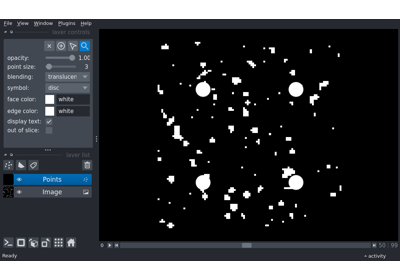 File View Window Plugins Help
layer controls
opacity: 1.00
point size: 3
blending: translucen
symbol: disc
face color: white
edge color: white
display text:
out of slice:
layer list
Points
Image
0 50 99
Ready activity